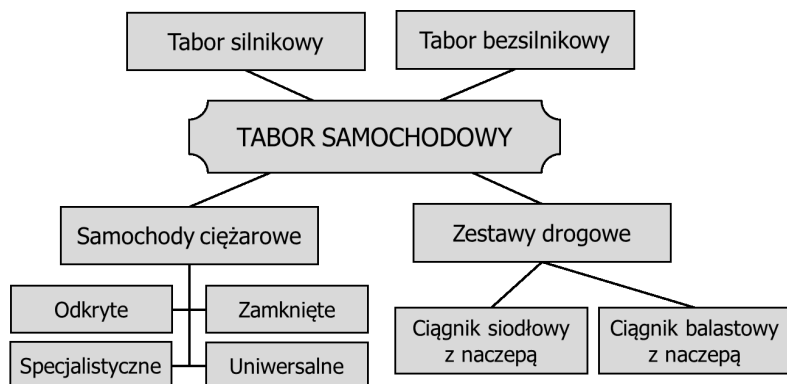 Tabor silnikowy
Tabor bezsilnikowy
TABOR SAMOCHODOWY
Samochody ciężarowe
Zestawy drogowe
Odkryte
Zamknięte
Specjalistyczne
Uniwersalne
Ciągnik siodłowy
z naczepą
Ciągnik balastowy
z naczepą